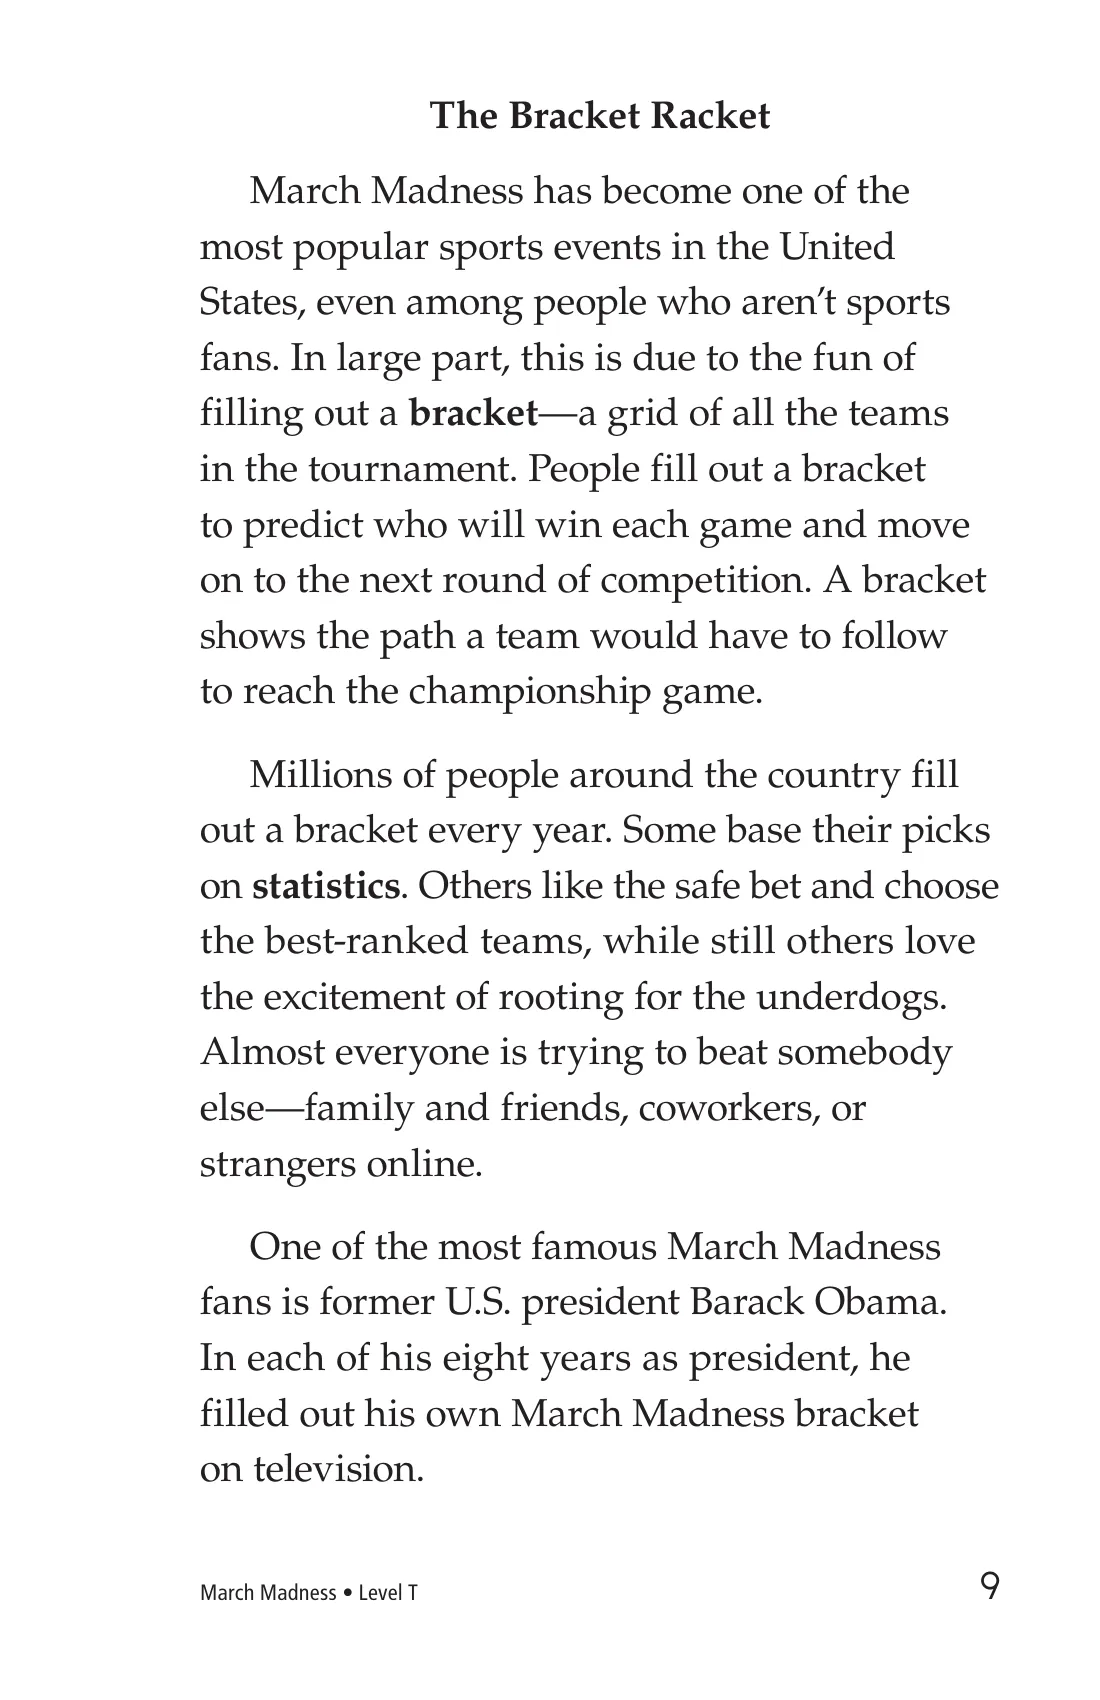 The Bracket Racket
March Madness has become one of the
most popular sports events in the United
States, even among people who aren’t sports
fans. In large part, this is due to the fun of
filling out a bracket—a grid of all the teams
in the tournament. People fill out a bracket
to predict who will win each game and move
on to the next round of competition. A bracket
shows the path a team would have to follow
to reach the championship game.
Millions of people around the country fill
out a bracket every year. Some base their picks
on statistics. Others like the safe bet and choose
the best-ranked teams, while still others love
the excitement of rooting for the underdogs.
Almost everyone is trying to beat somebody
else—family and friends, coworkers, or
strangers online.
One of the most famous March Madness
fans is former U.S. president Barack Obama.
In each of his eight years as president, he
filled out his own March Madness bracket
on television.
March Madness • Level T
9